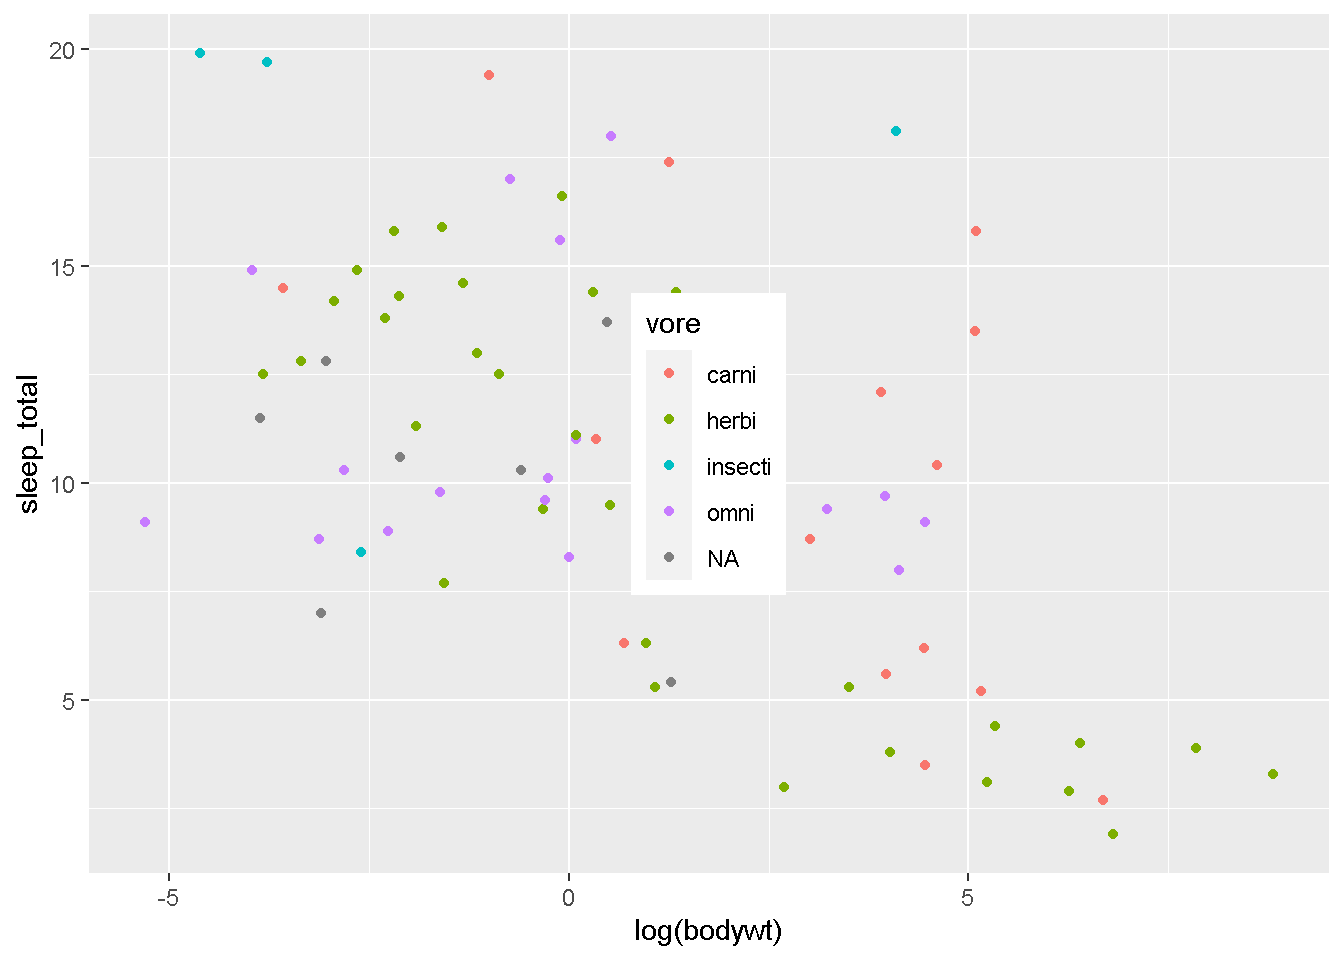 20
15
10
5
sleep_total
vore
carni
herbi
insecti
omni
NA
-5
0
5
log(bodywt)